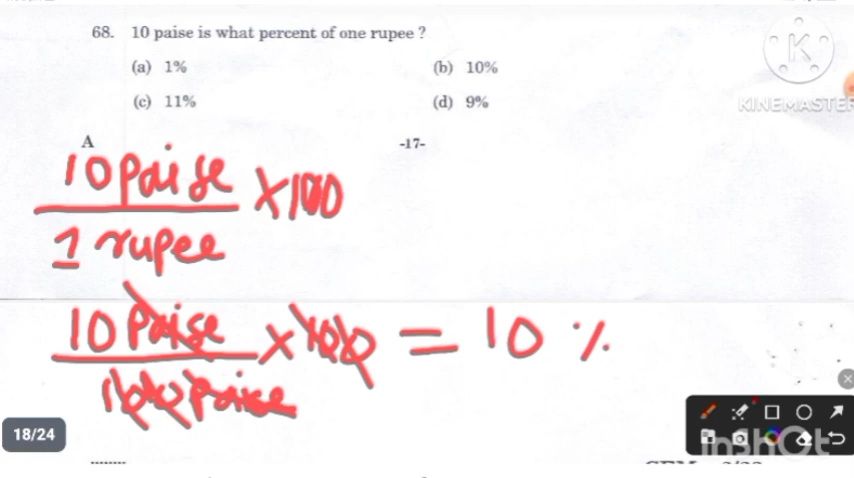 68. 10 paise is what percent of one rupee ?
(a) 1% (b) 10%
(c) 11% (d) 9%
A -17-
10 paise × 100
1 rupee
10 paise × 100 = 10 %
100 paise
K
KINEMASTER
18/24
InShOt